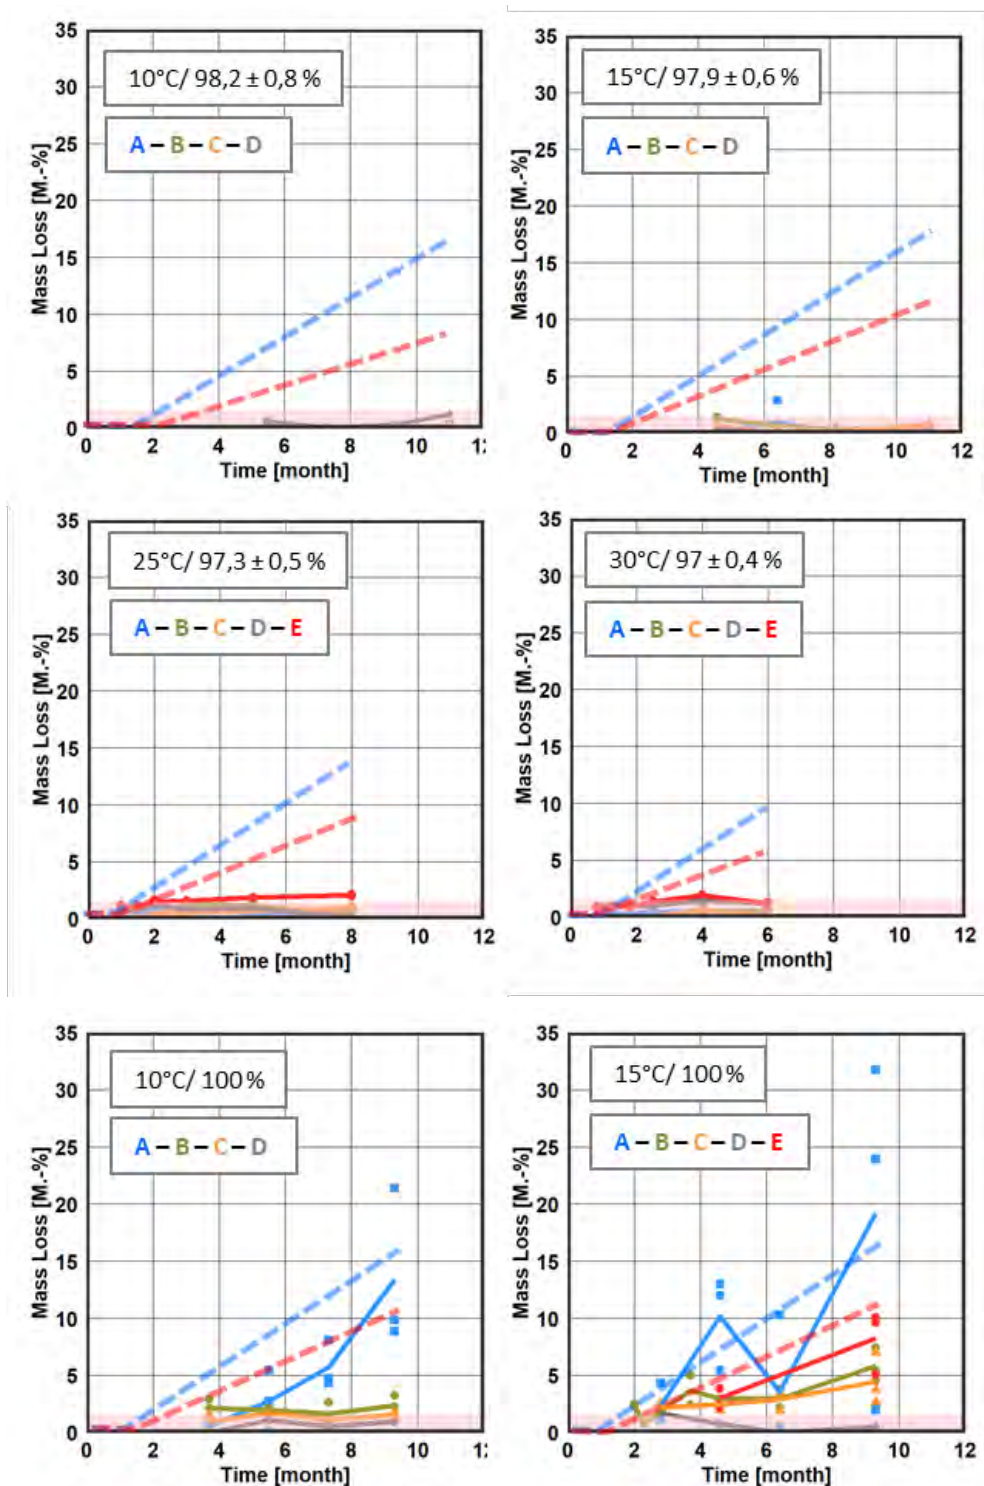 35
30
25
20
15
10
5
0
Mass Loss [M.-%]
10°C/ 98,2 ± 0,8 %
A – B – C – D
0 2 4 6 8 10 1
Time [month]
35
30
25
20
15
10
5
0
Mass Loss [M.-%]
15°C/ 97,9 ± 0,6 %
A – B – C – D
0 2 4 6 8 10 12
Time [month]
35
30
25
20
15
10
5
0
Mass Loss [M.-%]
25°C/ 97,3 ± 0,5 %
A – B – C – D – E
0 2 4 6 8 10 12
Time [month]
35
30
25
20
15
10
5
0
Mass Loss [M.-%]
30°C/ 97 ± 0,4 %
A – B – C – D – E
0 2 4 6 8 10 12
Time [month]
35
30
25
20
15
10
5
0
Mass Loss [M.-%]
10°C/ 100 %
A – B – C – D
0 2 4 6 8 10 1
Time [month]
35
30
25
20
15
10
5
0
Mass Loss [M.-%]
15°C/ 100 %
A – B – C – D – E
0 2 4 6 8 10 12
Time [month]